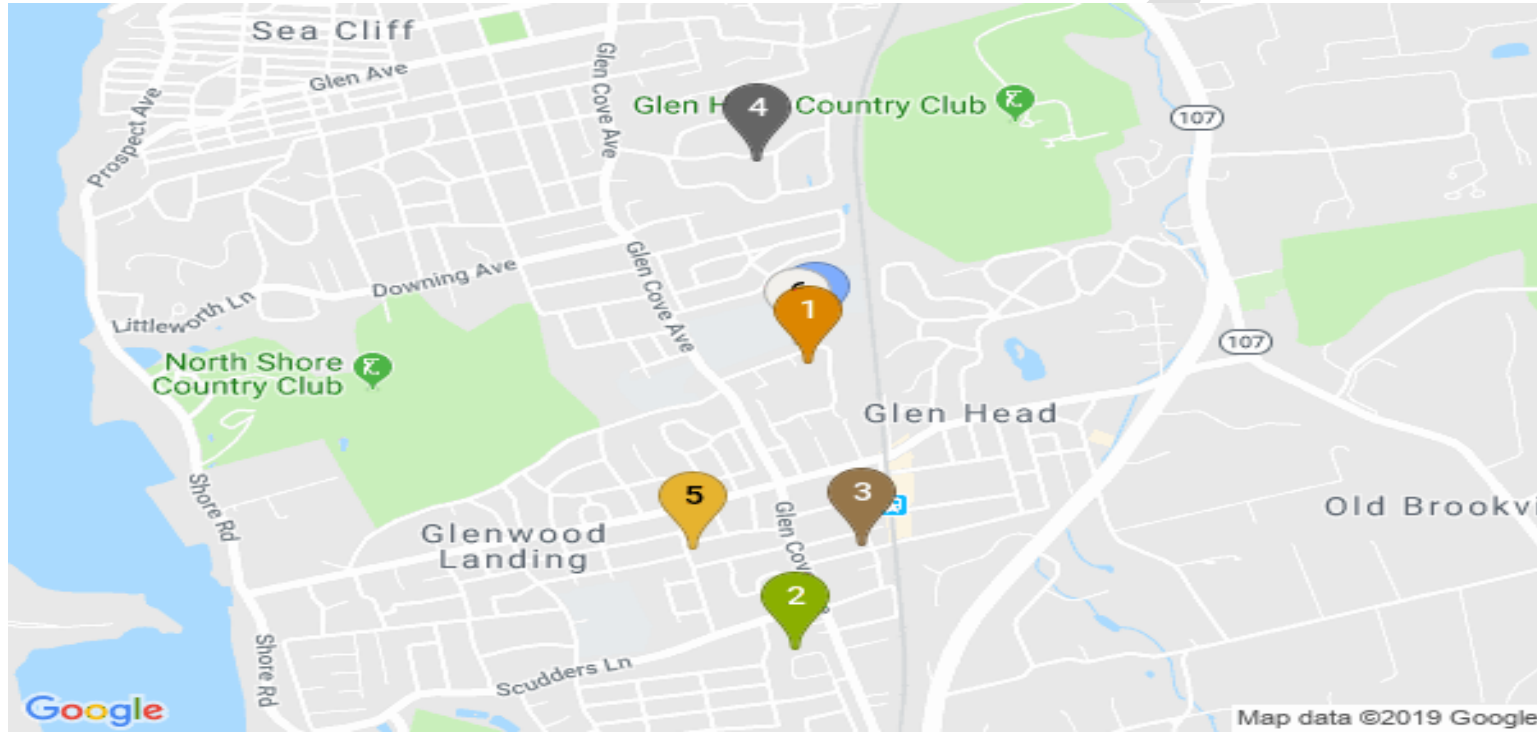 Sea Cliff
Glen Ave
Glen Cove Ave
Prospect Ave
4
Glen H
Country Club
107
Glen Cove Ave
Downing Ave
Littleworth Ln
1
North Shore
Country Club
107
Glen Head
Shore Rd
5
3
Glenwood
Landing
Glen Cov
Old Brookvi
2
Shore Rd
Scudders Ln
Google
Map data ©2019 Google